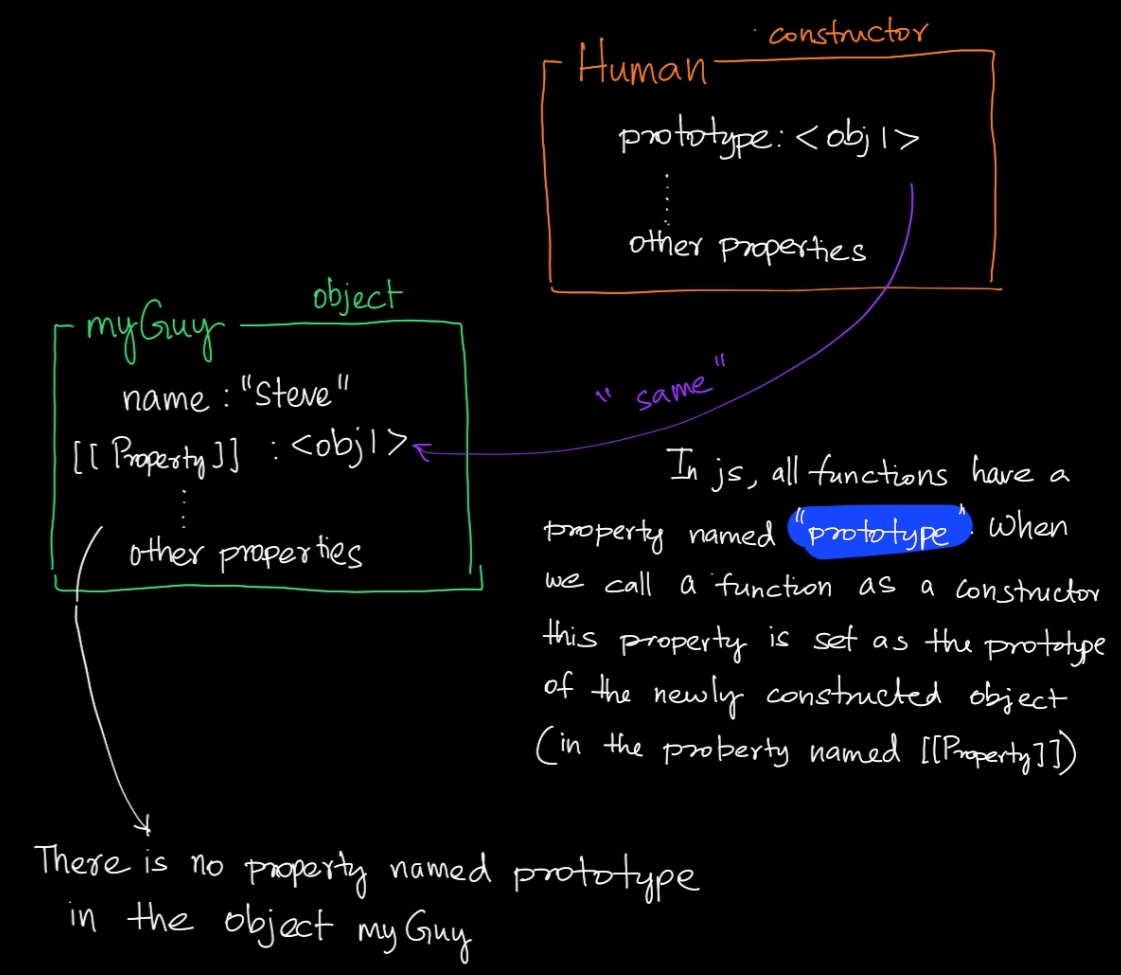 constructor
Human
prototype: <obj1>
other properties
object
myGuy
name : "Steve"
[[Property]] : <obj1>
other properties
"same"
In js, all functions have a
property named "prototype". When
we call a function as a constructor
this property is set as the prototype
of the newly constructed object
(in the proberty named [[Property]])
There is no property named prototype
in the object myGuy